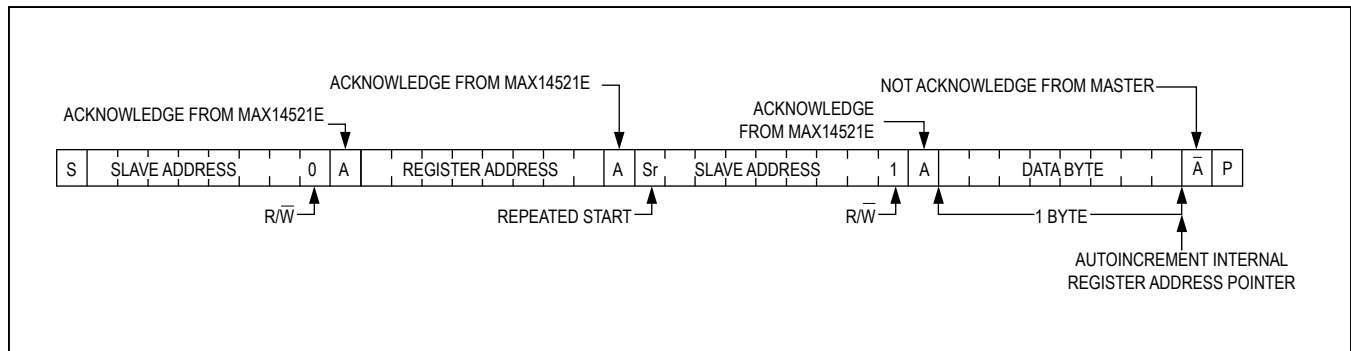 ACKNOWLEDGE FROM MAX14521E
ACKNOWLEDGE FROM MAX14521E
ACKNOWLEDGE
FROM MAX14521E
NOT ACKNOWLEDGE FROM MASTER
S SLAVE ADDRESS 0 A REGISTER ADDRESS A Sr SLAVE ADDRESS 1 A DATA BYTE A̅ P
R/W̅ REPEATED START R/W̅ 1 BYTE
AUTOINCREMENT INTERNAL
REGISTER ADDRESS POINTER